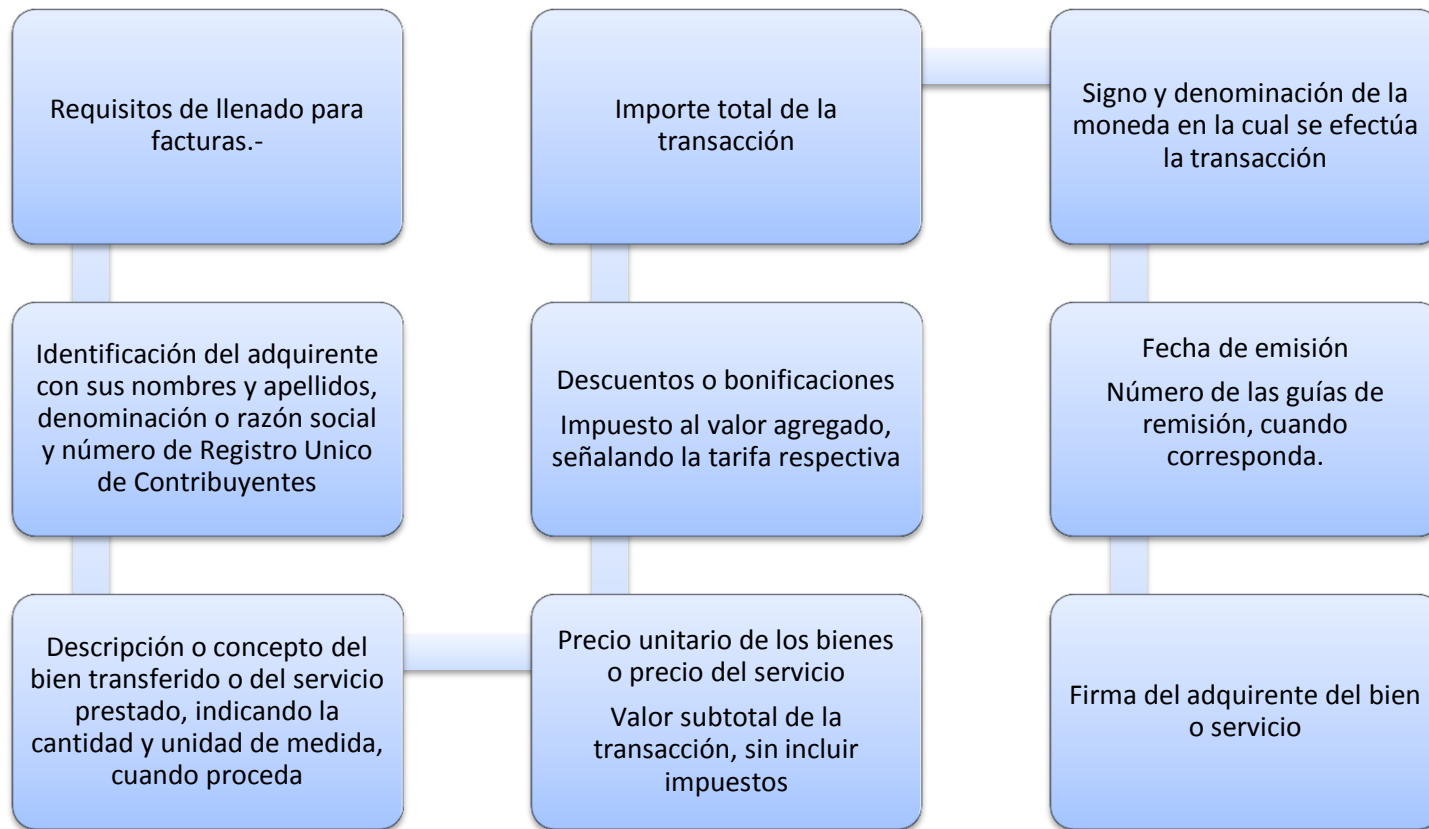 Requisitos de llenado para
facturas.-
Identificación del adquirente
con sus nombres y apellidos,
denominación o razón social
y número de Registro Unico
de Contribuyentes
Descripción o concepto del
bien transferido o del servicio
prestado, indicando la
cantidad y unidad de medida,
cuando proceda
Precio unitario de los bienes
o precio del servicio
Valor subtotal de la
transacción, sin incluir
impuestos
Descuentos o bonificaciones
Impuesto al valor agregado,
señalando la tarifa respectiva
Importe total de la
transacción
Signo y denominación de la
moneda en la cual se efectúa
la transacción
Fecha de emisión
Número de las guías de
remisión, cuando
corresponda.
Firma del adquirente del bien
o servicio